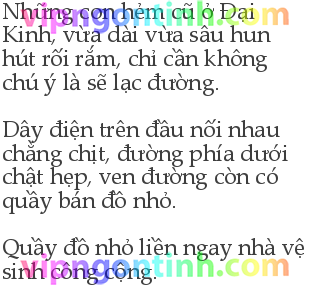 Những con hẻm cũ ở Đại
Kinh, vừa dài vừa sâu hun
hút rối rắm, chỉ cần không
chú ý là sẽ lạc đường.
Dây điện trên đầu nối nhau
chằng chịt, đường phía dưới
chật hẹp, ven đường còn có
quầy bán đồ nhỏ.
Quầy đồ nhỏ liền ngay nhà vệ
sinh công cộng.
vipngontinh.com
vipngontinh.com
vipngontinh.com